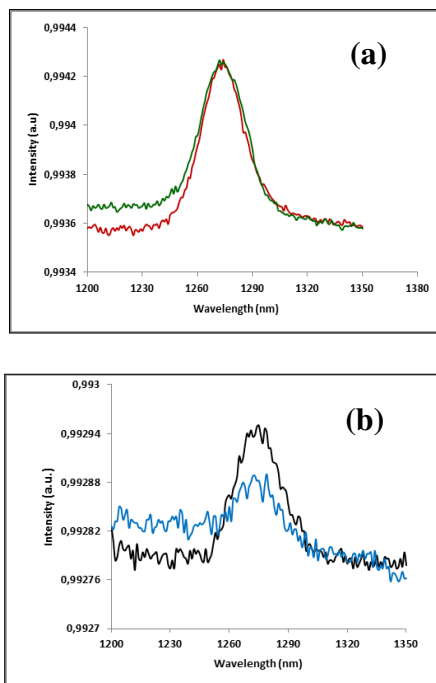 (a)
0,9944
0,9942
0,994
0,9938
0,9936
0,9934
Intensity (a.u)
1200 1230 1260 1290 1320 1350 1380
Wavelength (nm)
(b)
0,993
0,99294
0,99288
0,99282
0,99276
0,9927
Intensity (a.u.)
1200 1230 1260 1290 1320 1350
Wavelength (nm)